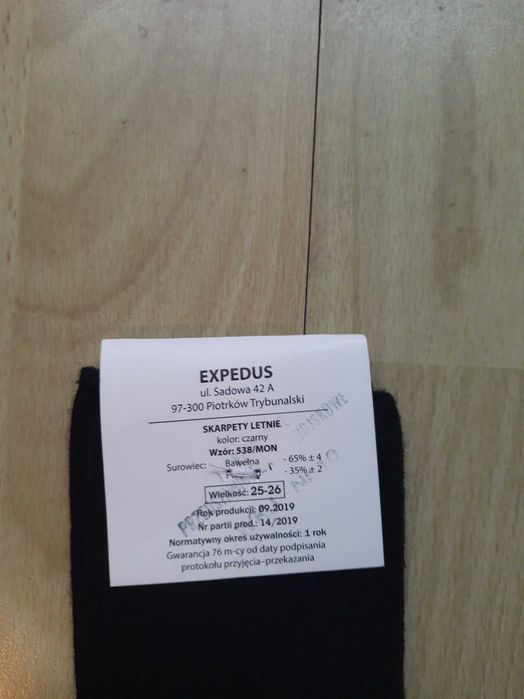 EXPEDUS
ul. Sadowa 42 A
97-300 Piotrków Trybunalski
SKARPETY LETNIE
kolor: czarny
Wzór: 538/MON
Surowiec: Bawełna - 65% ± 4
- 35% ± 2
Wielkość: 25-26
Rok produkcji: 09.2019
Nr partii prod.: 14/2019
Normatywny okres używalności: 1 rok
Gwarancja 76 m-cy od daty podpisania
protokołu przyjęcia-przekazania